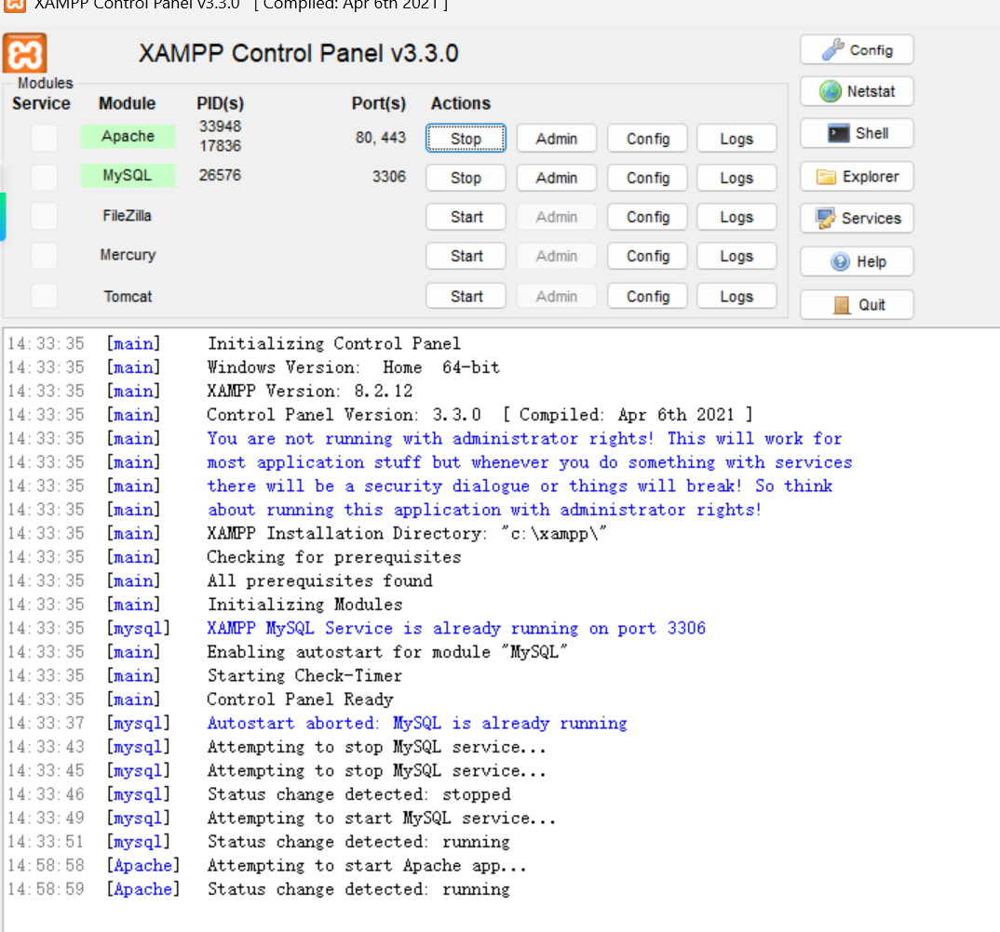 XAMPP Control Panel v3.3.0 [ Compiled: Apr 6th 2021 ]
XAMPP Control Panel v3.3.0
Config
Modules
Service Module PID(s) Port(s) Actions
Netstat
Apache 33948 17836 80, 443 Stop Admin Config Logs
Shell
MySQL 26576 3306 Stop Admin Config Logs
Explorer
FileZilla Start Admin Config Logs
Services
Mercury Start Admin Config Logs
Help
Tomcat Start Admin Config Logs
Quit
14:33:35 [main] Initializing Control Panel
14:33:35 [main] Windows Version: Home 64-bit
14:33:35 [main] XAMPP Version: 8.2.12
14:33:35 [main] Control Panel Version: 3.3.0 [ Compiled: Apr 6th 2021 ]
14:33:35 [main] You are not running with administrator rights! This will work for
14:33:35 [main] most application stuff but whenever you do something with services
14:33:35 [main] there will be a security dialogue or things will break! So think
14:33:35 [main] about running this application with administrator rights!
14:33:35 [main] XAMPP Installation Directory: "c:\xampp\"
14:33:35 [main] Checking for prerequisites
14:33:35 [main] All prerequisites found
14:33:35 [main] Initializing Modules
14:33:35 [mysql] XAMPP MySQL Service is already running on port 3306
14:33:35 [main] Enabling autostart for module "MySQL"
14:33:35 [main] Starting Check-Timer
14:33:35 [main] Control Panel Ready
14:33:37 [mysql] Autostart aborted: MySQL is already running
14:33:43 [mysql] Attempting to stop MySQL service...
14:33:45 [mysql] Attempting to stop MySQL service...
14:33:46 [mysql] Status change detected: stopped
14:33:49 [mysql] Attempting to start MySQL service...
14:33:51 [mysql] Status change detected: running
14:58:58 [Apache] Attempting to start Apache app...
14:58:59 [Apache] Status change detected: running